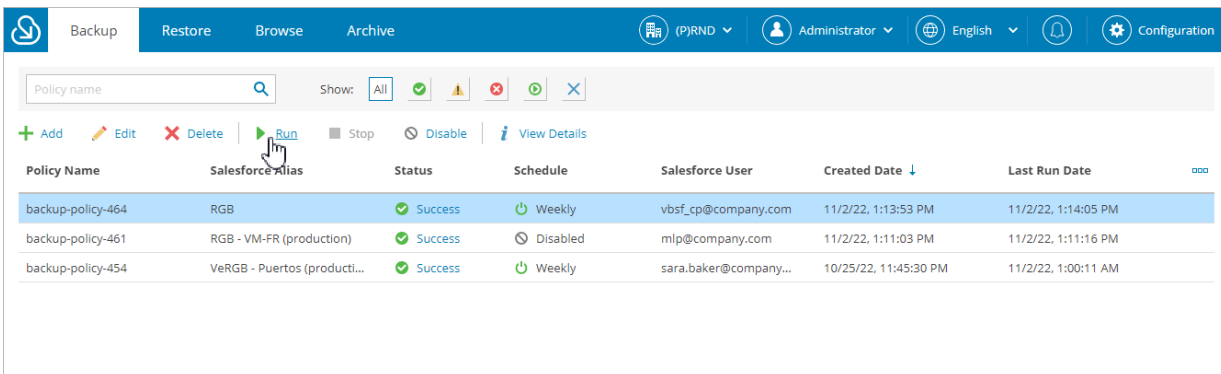 Backup Restore Browse Archive (P)RND Administrator English Configuration
Policy name Show: All
Add Edit Delete Run Stop Disable i View Details
Policy Name Salesforce Alias Status Schedule Salesforce User Created Date ↓ Last Run Date
backup-policy-464 RGB Success Weekly vbsf_cp@company.com 11/2/22, 1:13:53 PM 11/2/22, 1:14:05 PM
backup-policy-461 RGB - VM-FR (production) Success Disabled mlp@company.com 11/2/22, 1:11:03 PM 11/2/22, 1:11:16 PM
backup-policy-454 VeRGB - Puertos (producti... Success Weekly sara.baker@company... 10/25/22, 11:45:30 PM 11/2/22, 1:00:11 AM